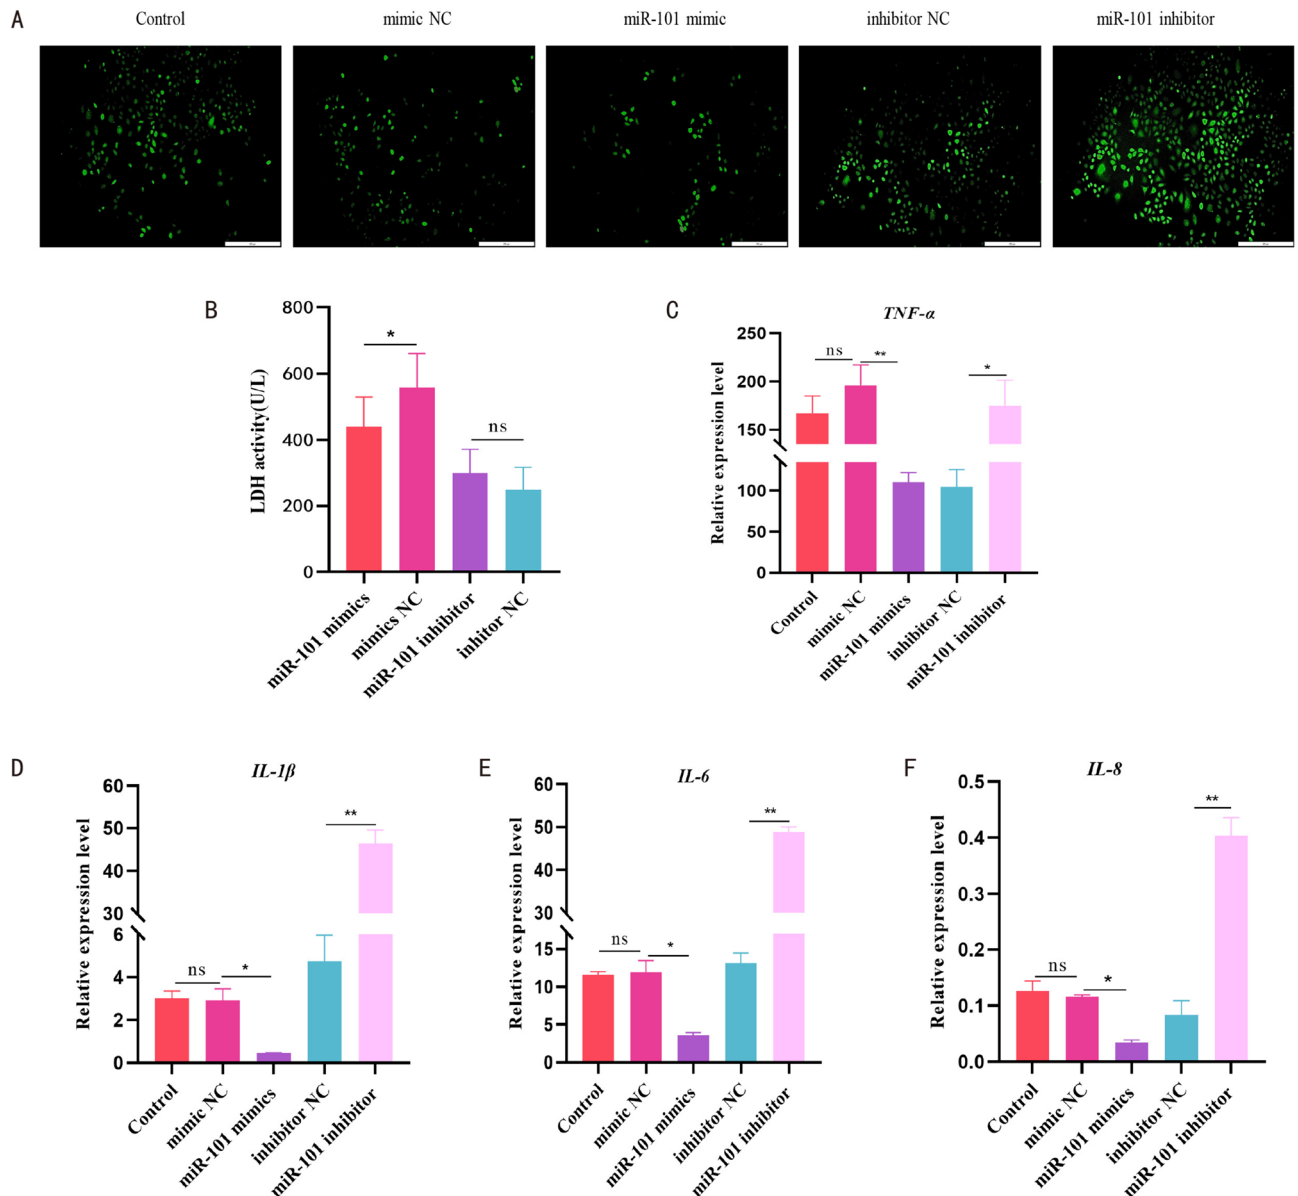 A
Control
mimic NC
miR-101 mimic
inhibitor NC
miR-101 inhibitor
B
LDH activity(U/L)
800
600
400
200
0
*
ns
miR-101 mimics
mimics NC
miR-101 inhibitor
inhitor NC
C
TNF-α
Relative expression level
250
200
150
100
50
0
ns
**
*
Control
mimic NC
miR-101 mimics
inhibitor NC
miR-101 inhibitor
D
IL-1β
Relative expression level
60
50
40
30
6
4
2
0
ns
*
**
Control
mimic NC
miR-101 mimics
inhibitor NC
miR-101 inhibitor
E
IL-6
Relative expression level
60
50
40
30
15
10
5
0
ns
*
**
Control
mimic NC
miR-101 mimics
inhibitor NC
miR-101 inhibitor
F
IL-8
Relative expression level
0.5
0.4
0.3
0.2
0.1
0.0
ns
*
**
Control
mimic NC
miR-101 mimics
inhibitor NC
miR-101 inhibitor